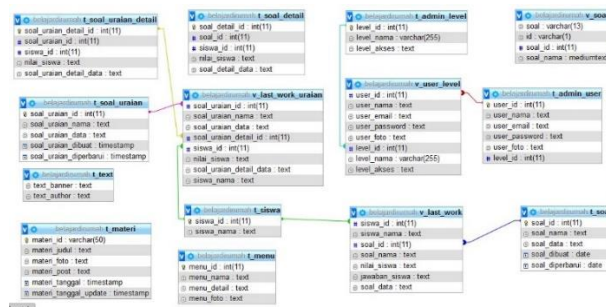 belajardirumah t_soal_uraian_detail
soal_uraian_detail_id : int(11)
soal_uraian_id : int(11)
siswa_id : int(11)
nilai_siswa : text
soal_uraian_detail_data : text
belajardirumah t_soal_detail
soal_detail_id : int(11)
soal_id : int(11)
siswa_id : int(11)
nilai_siswa : text
soal_detail_data : text
belajardirumah t_admin_level
level_id : int(11)
level_nama : varchar(255)
level_akses : text
belajardirumah v_soa
soal : varchar(13)
id : varchar(1)
soal_id : int(11)
soal_nama : mediumtext
belajardirumah t_soal_uraian
soal_uraian_id : int(11)
soal_uraian_nama : text
soal_uraian_data : text
soal_uraian_dibuat : timestamp
soal_uraian_diperbarui : timestamp
belajardirumah v_last_work_uraian
soal_uraian_id : int(11)
soal_uraian_nama : text
soal_uraian_data : text
soal_uraian_detail_id : int(11)
siswa_id : int(11)
nilai_siswa : text
soal_uraian_detail_data : text
siswa_nama : text
belajardirumah v_user_level
user_id : int(11)
user_nama : text
user_email : text
user_password : text
user_foto : text
level_id : int(11)
level_nama : varchar(255)
level_akses : text
belajardirumah t_admin_user
user_id : int(11)
user_nama : text
user_email : text
user_password : text
user_foto : text
level_id : int(11)
belajardirumah t_text
text_banner : text
text_author : text
belajardirumah t_materi
materi_id : varchar(50)
materi_judul : text
materi_foto : text
materi_post : text
materi_tanggal : timestamp
materi_tanggal_update : timestamp
belajardirumah t_siswa
siswa_id : int(11)
siswa_nama : text
belajardirumah t_menu
menu_id : int(11)
menu_nama : text
menu_detail : text
menu_foto : text
belajardirumah v_last_work
siswa_id : int(11)
siswa_nama : text
soal_id : int(11)
soal_nama : text
nilai_siswa : text
jawaban_siswa : text
soal_data : text
belajardirumah t_soa
soal_id : int(11)
soal_nama : text
soal_data : text
soal_dibuat : date
soal_diperbarui : date